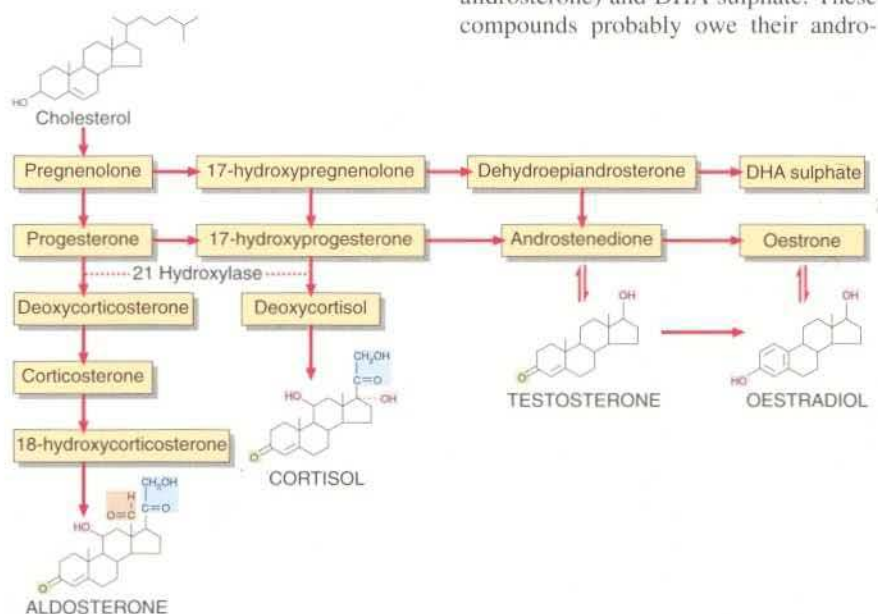 androsterone) and DHA sulphate. These
compounds probably owe their andro-
HO
Cholesterol
Pregnenolone
17-hydroxypregnenolone
Dehydroepiandrosterone
DHA sulphate
Progesterone
17-hydroxyprogesterone
Androstenedione
Oestrone
21 Hydroxylase
Deoxycorticosterone
Deoxycortisol
OH
OH
Corticosterone
CH₂OH
C=O
HO
OH
O
O
HO
TESTOSTERONE
OESTRADIOL
18-hydroxycorticosterone
CORTISOL
CH₂OH
H
O=C
C=O
HO
O
ALDOSTERONE